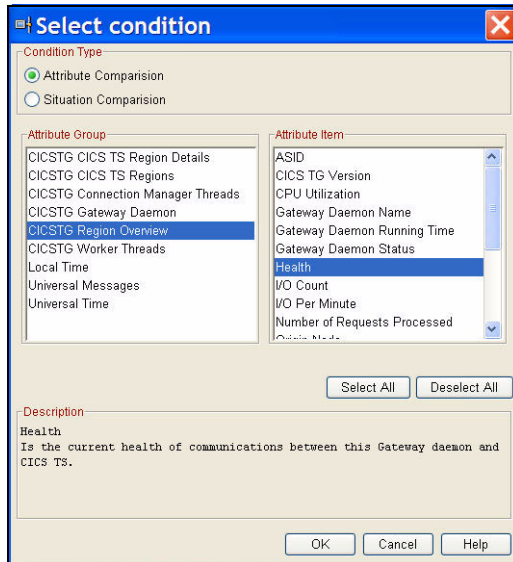 Select condition
Condition Type
Attribute Comparision
Situation Comparision
Attribute Group
CICSTG CICS TS Region Details
CICSTG CICS TS Regions
CICSTG Connection Manager Threads
CICSTG Gateway Daemon
CICSTG Region Overview
CICSTG Worker Threads
Local Time
Universal Messages
Universal Time
Attribute Item
ASID
CICS TG Version
CPU Utilization
Gateway Daemon Name
Gateway Daemon Running Time
Gateway Daemon Status
Health
I/O Count
I/O Per Minute
Number of Requests Processed
Origin Node
Select All
Deselect All
Description
Health
Is the current health of communications between this Gateway daemon and
CICS TS.
OK
Cancel
Help